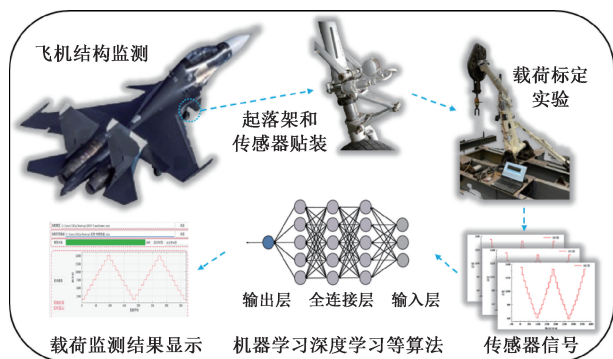 飞机结构监测
起落架和
传感器贴装
载荷标定
实验
输出层 全连接层 输入层
载荷监测结果显示
机器学习深度学习等算法
传感器信号